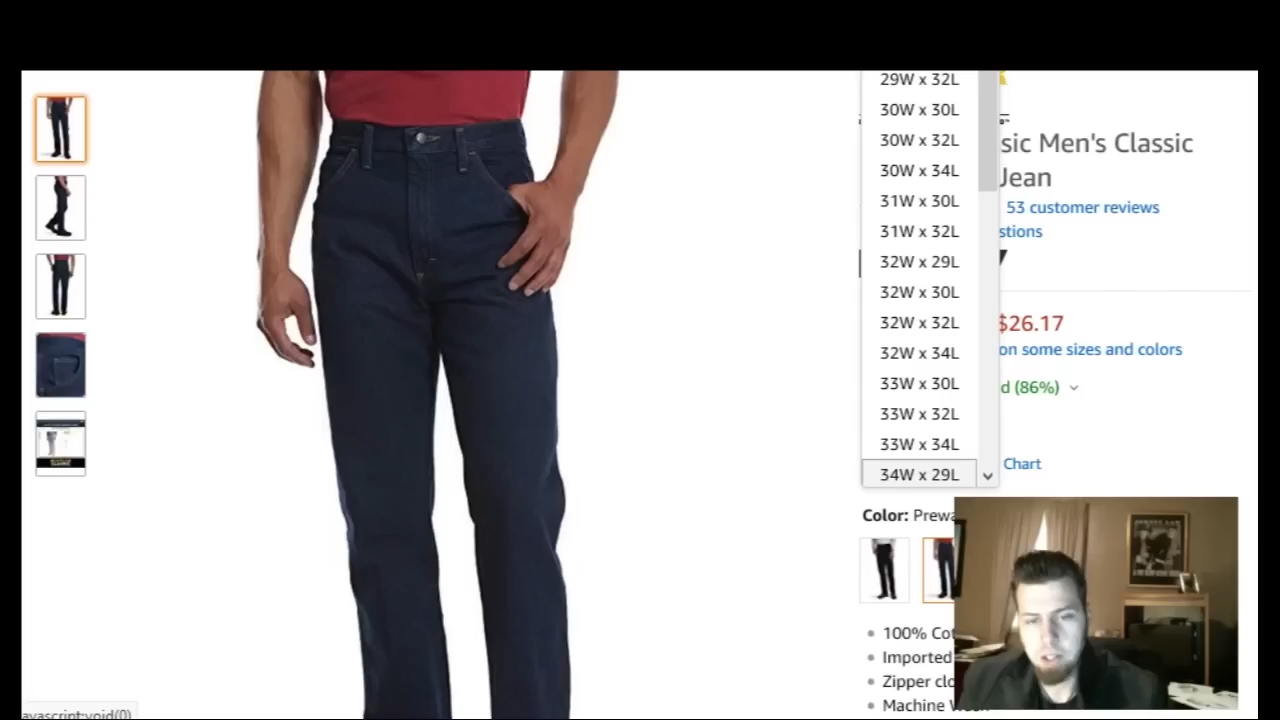 29W x 32L
30W x 30L
30W x 32L
30W x 34L
31W x 30L
31W x 32L
32W x 29L
32W x 30L
32W x 32L
32W x 34L
33W x 30L
33W x 32L
33W x 34L
34W x 29L
sic Men's Classic
Jean
53 customer reviews
stions
$26.17
on some sizes and colors
d (86%)
Chart
Color: Prewa
100% Cot
Imported
Zipper clo
Machine W
avascript:void(0)